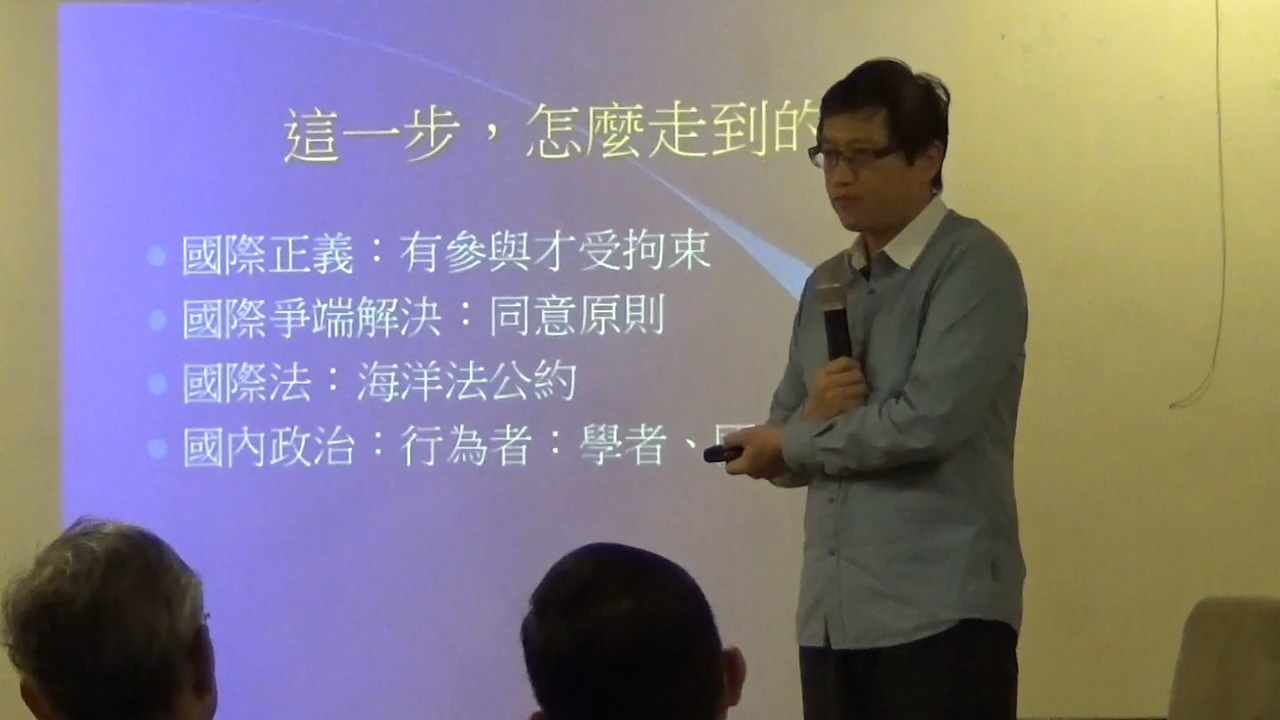 這一步，怎麼走到的
國際正義：有參與才受拘束
國際爭端解決：同意原則
國際法：海洋法公約
國內政治：行為者：學者、